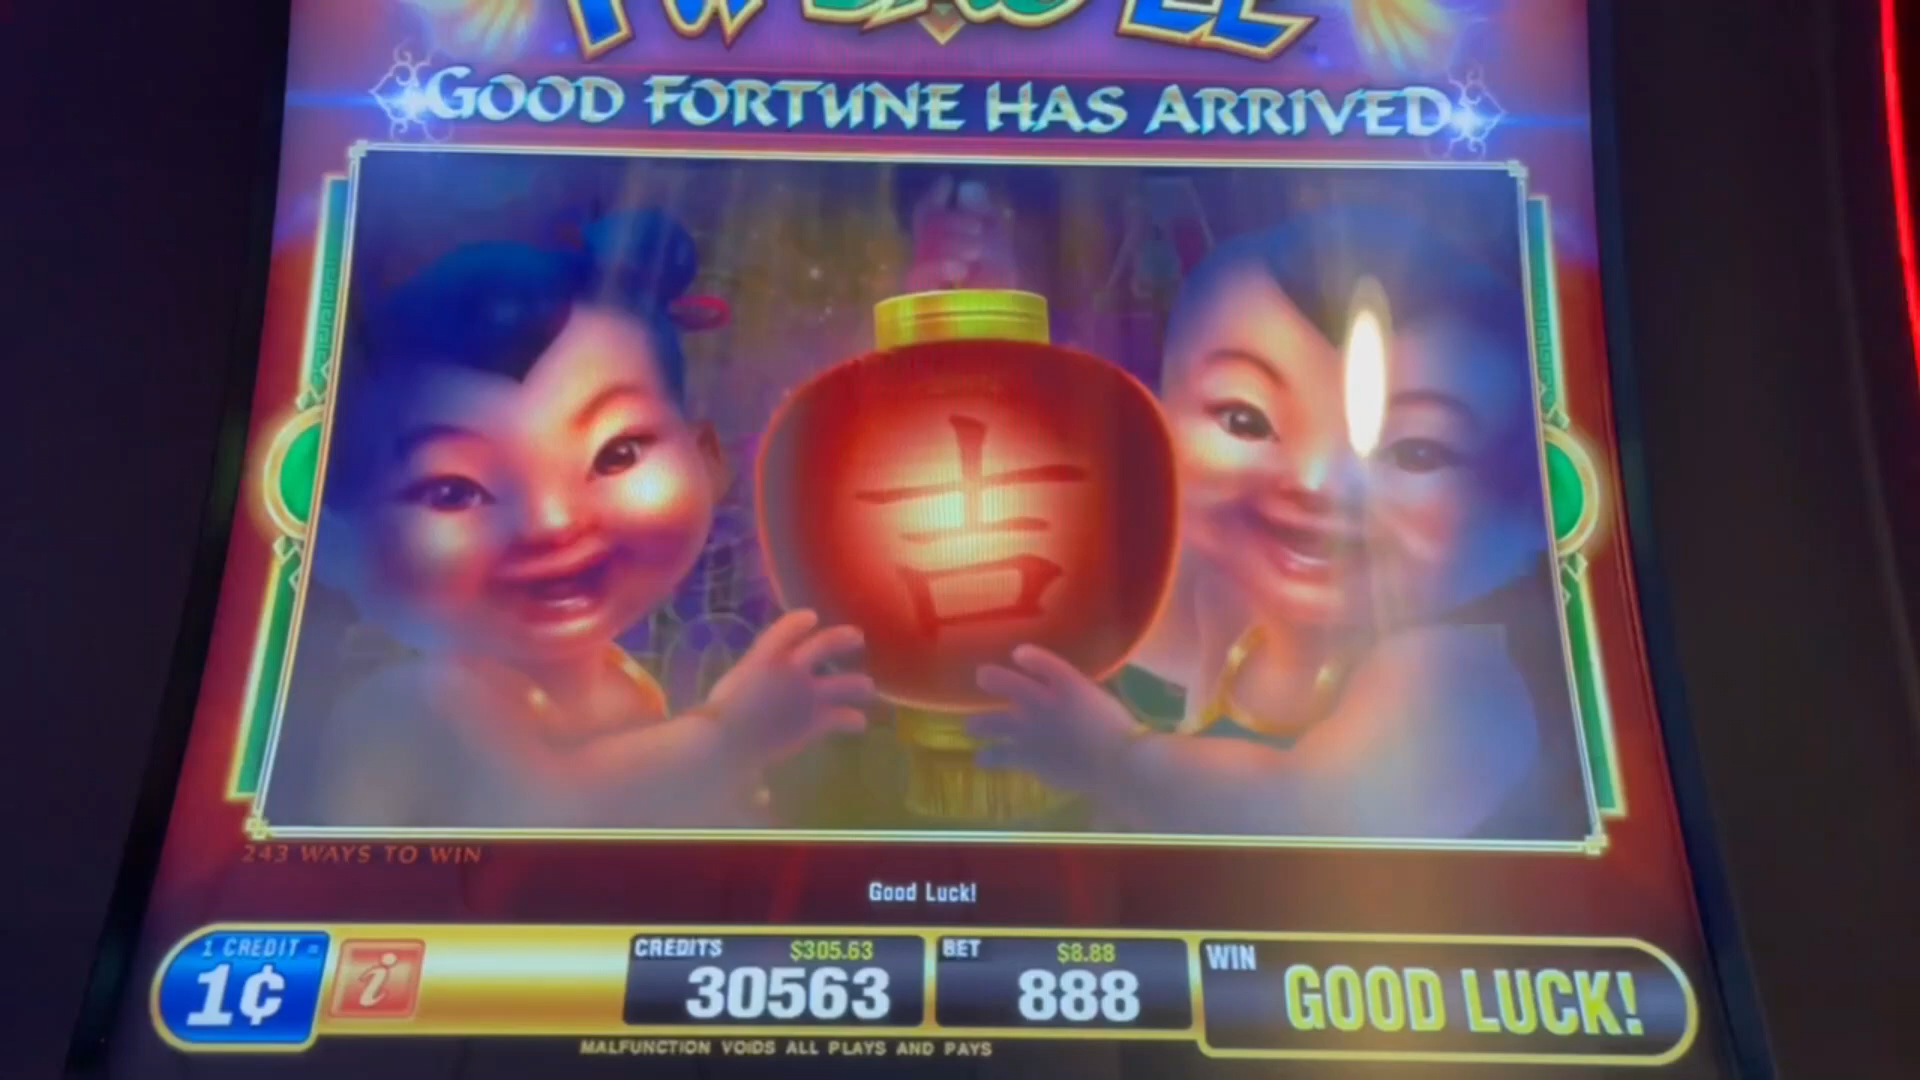 GOOD FORTUNE HAS ARRIVED
吉
243 WAYS TO WIN
Good Luck!
1 CREDIT =
1¢
i
CREDITS $305.63
30563
BET $8.88
888
WIN
GOOD LUCK!
MALFUNCTION VOIDS ALL PLAYS AND PAYS